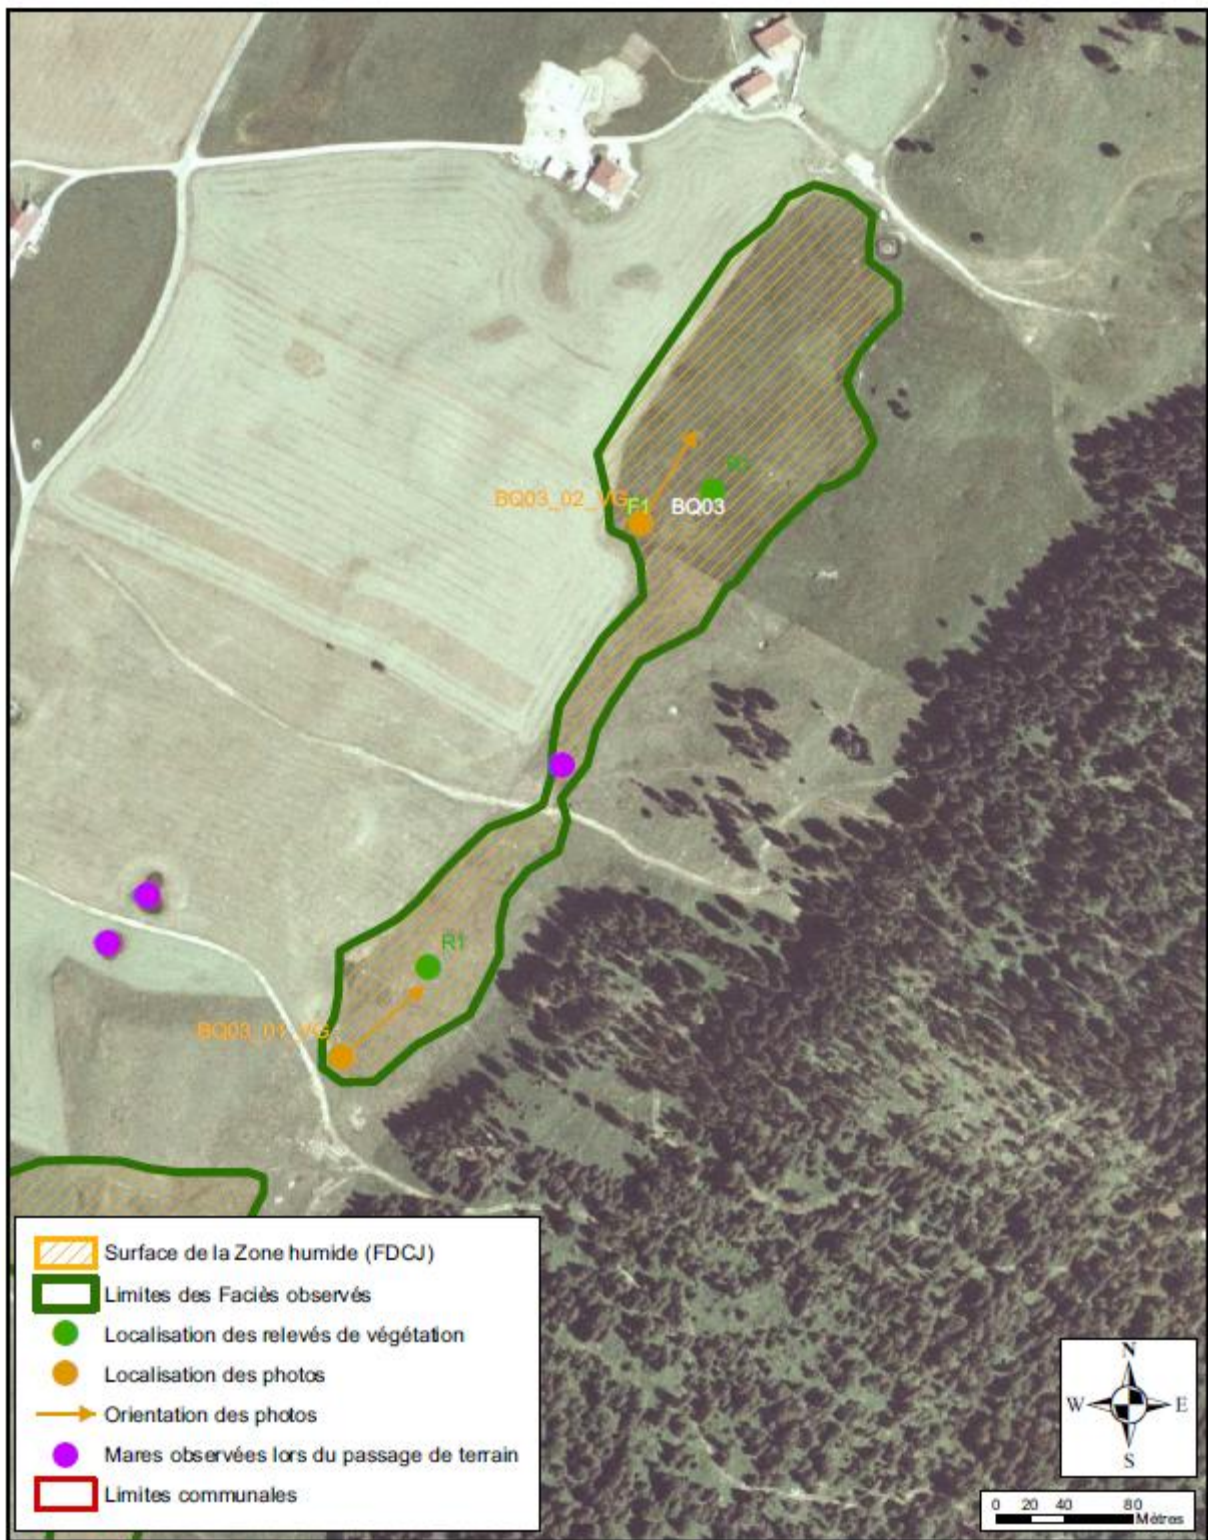 BQ03_02_VG
F1
BQ03
R1
BQ03_01_VG
Surface de la Zone humide (FDCJ)
Limites des Faciès observés
Localisation des relevés de végétation
Localisation des photos
Orientation des photos
Mares observées lors du passage de terrain
Limites communales
N
W
E
S
0 20 40 80
Mètres